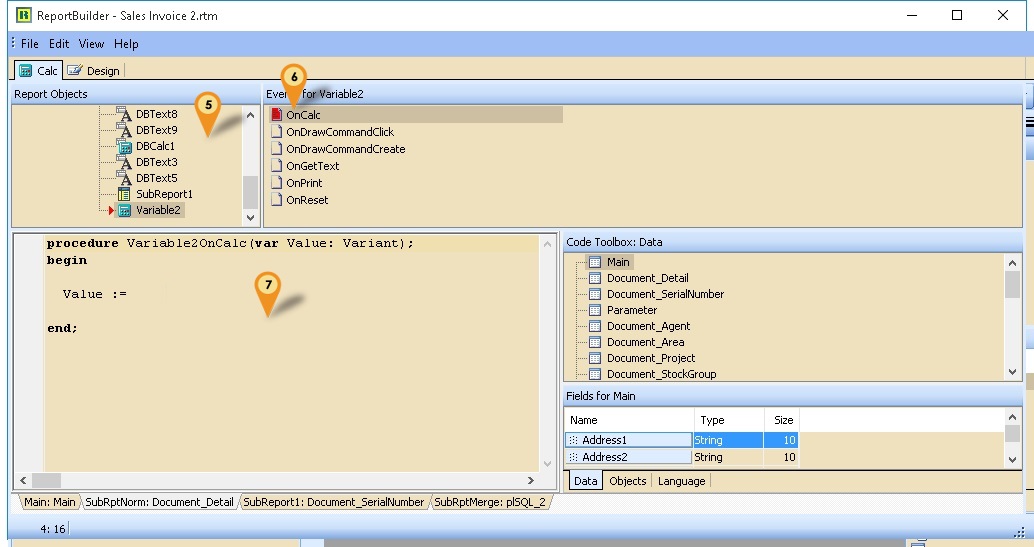 ReportBuilder - Sales Invoice 2.rtm
File Edit View Help
Calc Design
Report Objects
DBText8
DBText9
DBCalc1
DBText3
DBText5
SubReport1
Variable2
5
6
for Variable2
OnCalc
OnDrawCommandClick
OnDrawCommandCreate
OnGetText
OnPrint
OnReset
procedure Variable2OnCalc(var Value: Variant);
begin
Value :=
end;
7
Code Toolbox: Data
Main
Document_Detail
Document_SerialNumber
Parameter
Document_Agent
Document_Area
Document_Project
Document_StockGroup
Fields for Main
Name Type Size
Address1 String 10
Address2 String 10
Data Objects Language
Main: Main SubRptNorm: Document_Detail SubReport1: Document_SerialNumber SubRptMerge: plSQL_2
4: 16